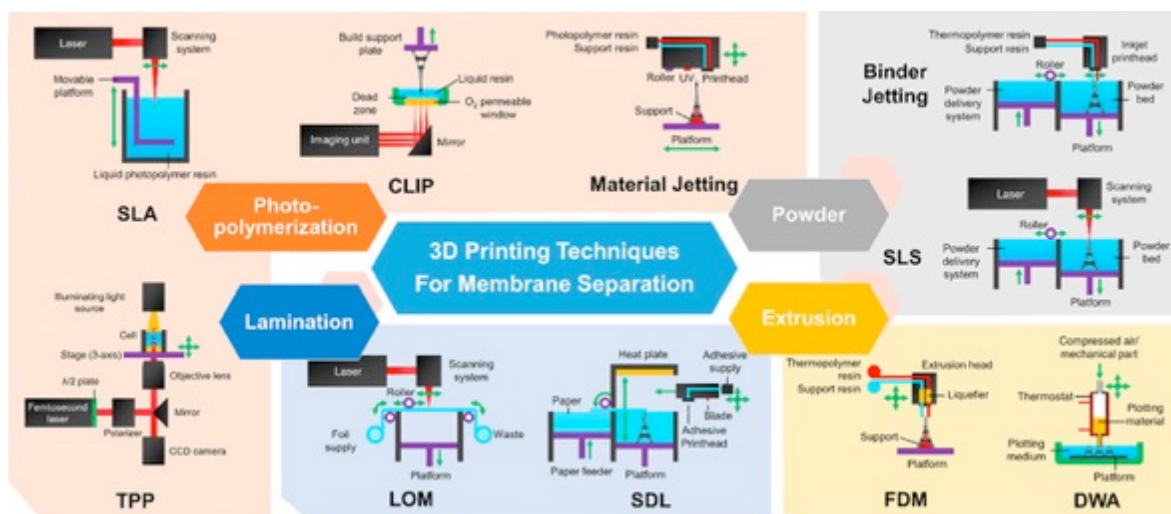 Laser
Scanning
system
Movable
platform
Liquid photopolymer resin
SLA
Build support
plate
Liquid resin
Dead
zone
O₂ permeable
window
Imaging unit
Mirror
CLIP
Photopolymer resin
Support resin
Roller UV Printhead
Support
Platform
Material Jetting
Binder
Jetting
Thermopolymer resin
Support resin
Inkjet
printhead
Roller
Powder
delivery
system
Powder
bed
Platform
SLS
Laser
Scanning
system
Roller
Powder
delivery
system
Powder
bed
Platform
Photo-
polymerization
Powder
3D Printing Techniques
For Membrane Separation
Lamination
Extrusion
Illuminating light
source
Cell
Stage (3-axis)
Objective lens
λ/2 plate
Femtosecond
laser
Polarizer
Mirror
CCD camera
TPP
Laser
Scanning
system
Roller
Foil
supply
Waste
Platform
LOM
Heat plate
Adhesive
supply
Paper
Blade
Adhesive
Printhead
Paper feeder
Platform
SDL
Thermopolymer
resin
Support resin
Extrusion head
Liquefier
Support
Platform
FDM
Compressed air/
mechanical part
Thermostat
Plotting
material
Plotting
medium
Platform
DWA